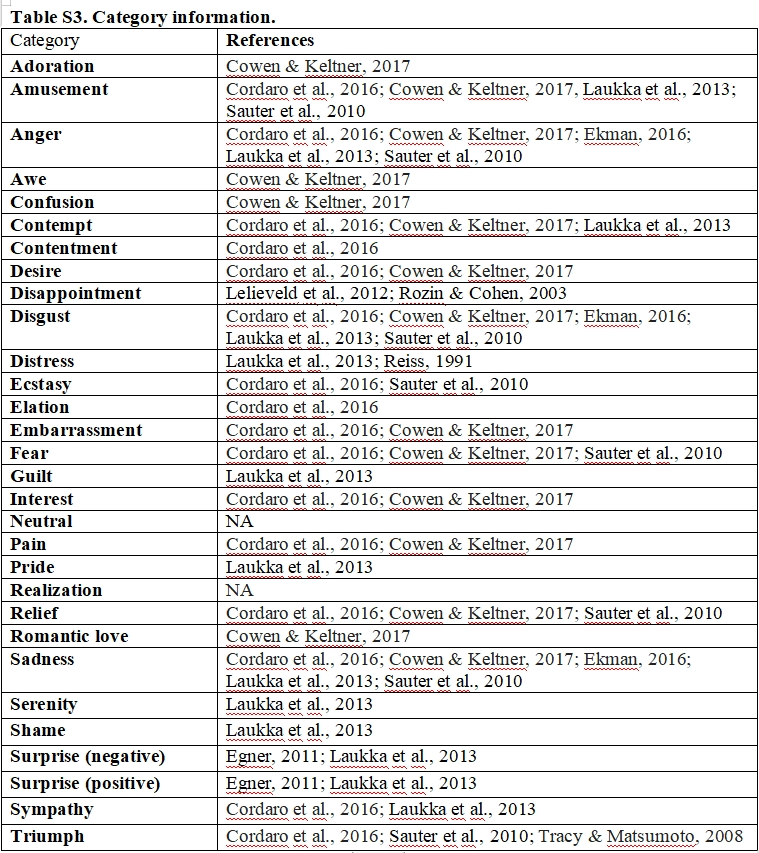 Table S3. Category information.
Category References
Adoration Cowen & Keltner, 2017
Amusement Cordaro et al., 2016; Cowen & Keltner, 2017, Laukka et al., 2013;
Sauter et al., 2010
Anger Cordaro et al., 2016; Cowen & Keltner, 2017; Ekman, 2016;
Laukka et al., 2013; Sauter et al., 2010
Awe Cowen & Keltner, 2017
Confusion Cowen & Keltner, 2017
Contempt Cordaro et al., 2016; Cowen & Keltner, 2017; Laukka et al., 2013
Contentment Cordaro et al., 2016
Desire Cordaro et al., 2016; Cowen & Keltner, 2017
Disappointment Lelieveld et al., 2012; Rozin & Cohen, 2003
Disgust Cordaro et al., 2016; Cowen & Keltner, 2017; Ekman, 2016;
Laukka et al., 2013; Sauter et al., 2010
Distress Laukka et al., 2013; Reiss, 1991
Ecstasy Cordaro et al., 2016; Sauter et al., 2010
Elation Cordaro et al., 2016
Embarrassment Cordaro et al., 2016; Cowen & Keltner, 2017
Fear Cordaro et al., 2016; Cowen & Keltner, 2017; Sauter et al., 2010
Guilt Laukka et al., 2013
Interest Cordaro et al., 2016; Cowen & Keltner, 2017
Neutral NA
Pain Cordaro et al., 2016; Cowen & Keltner, 2017
Pride Laukka et al., 2013
Realization NA
Relief Cordaro et al., 2016; Cowen & Keltner, 2017; Sauter et al., 2010
Romantic love Cowen & Keltner, 2017
Sadness Cordaro et al., 2016; Cowen & Keltner, 2017; Ekman, 2016;
Laukka et al., 2013; Sauter et al., 2010
Serenity Laukka et al., 2013
Shame Laukka et al., 2013
Surprise (negative) Egner, 2011; Laukka et al., 2013
Surprise (positive) Egner, 2011; Laukka et al., 2013
Sympathy Cordaro et al., 2016; Laukka et al., 2013
Triumph Cordaro et al., 2016; Sauter et al., 2010; Tracy & Matsumoto, 2008